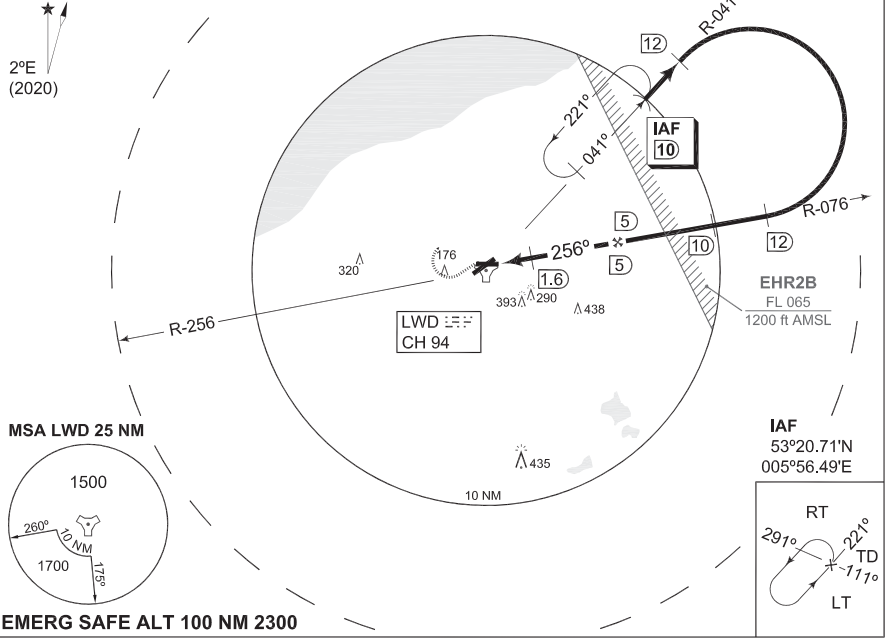 2ºE
(2020)
R-041
12
221º
041º
IAF
10
R-076
5
256º
5
10
12
176
320
1.6
393
290
438
EHR2B
FL 065
1200 ft AMSL
R-256
LWD
CH 94
MSA LWD 25 NM
1500
260º
10 NM
1700
175º
435
10 NM
IAF
53º20.71'N
005º56.49'E
RT
291º
221º
TD
111º
LT
EMERG SAFE ALT 100 NM 2300